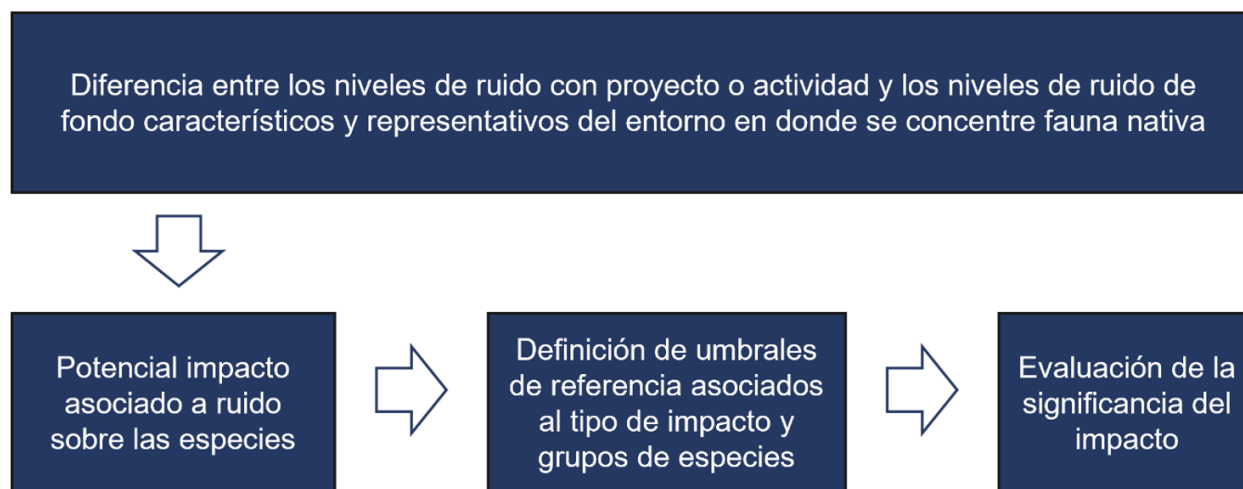 Diferencia entre los niveles de ruido con proyecto o actividad y los niveles de ruido de
fondo característicos y representativos del entorno en donde se concentre fauna nativa
Potencial impacto
asociado a ruido
sobre las especies
Definición de umbrales
de referencia asociados
al tipo de impacto y
grupos de especies
Evaluación de la
significancia del
impacto